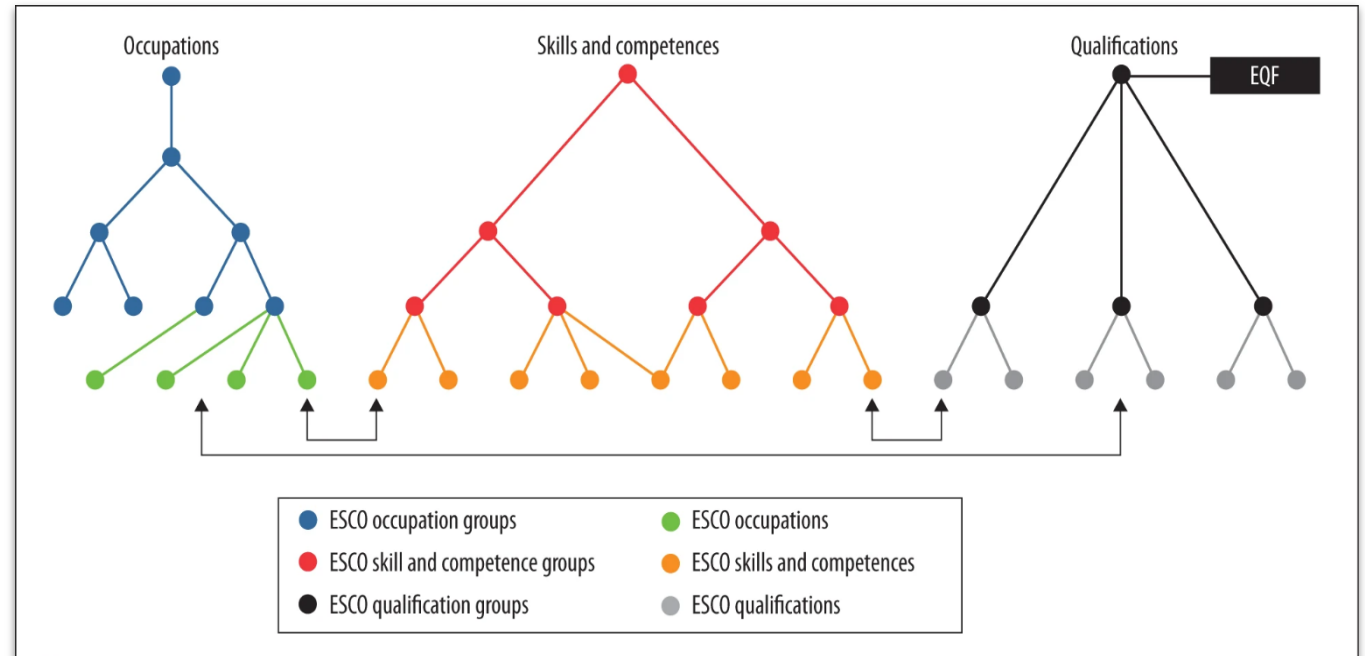 Occupations
Skills and competences
Qualifications
EQF
ESCO occupation groups
ESCO occupations
ESCO skill and competence groups
ESCO skills and competences
ESCO qualification groups
ESCO qualifications